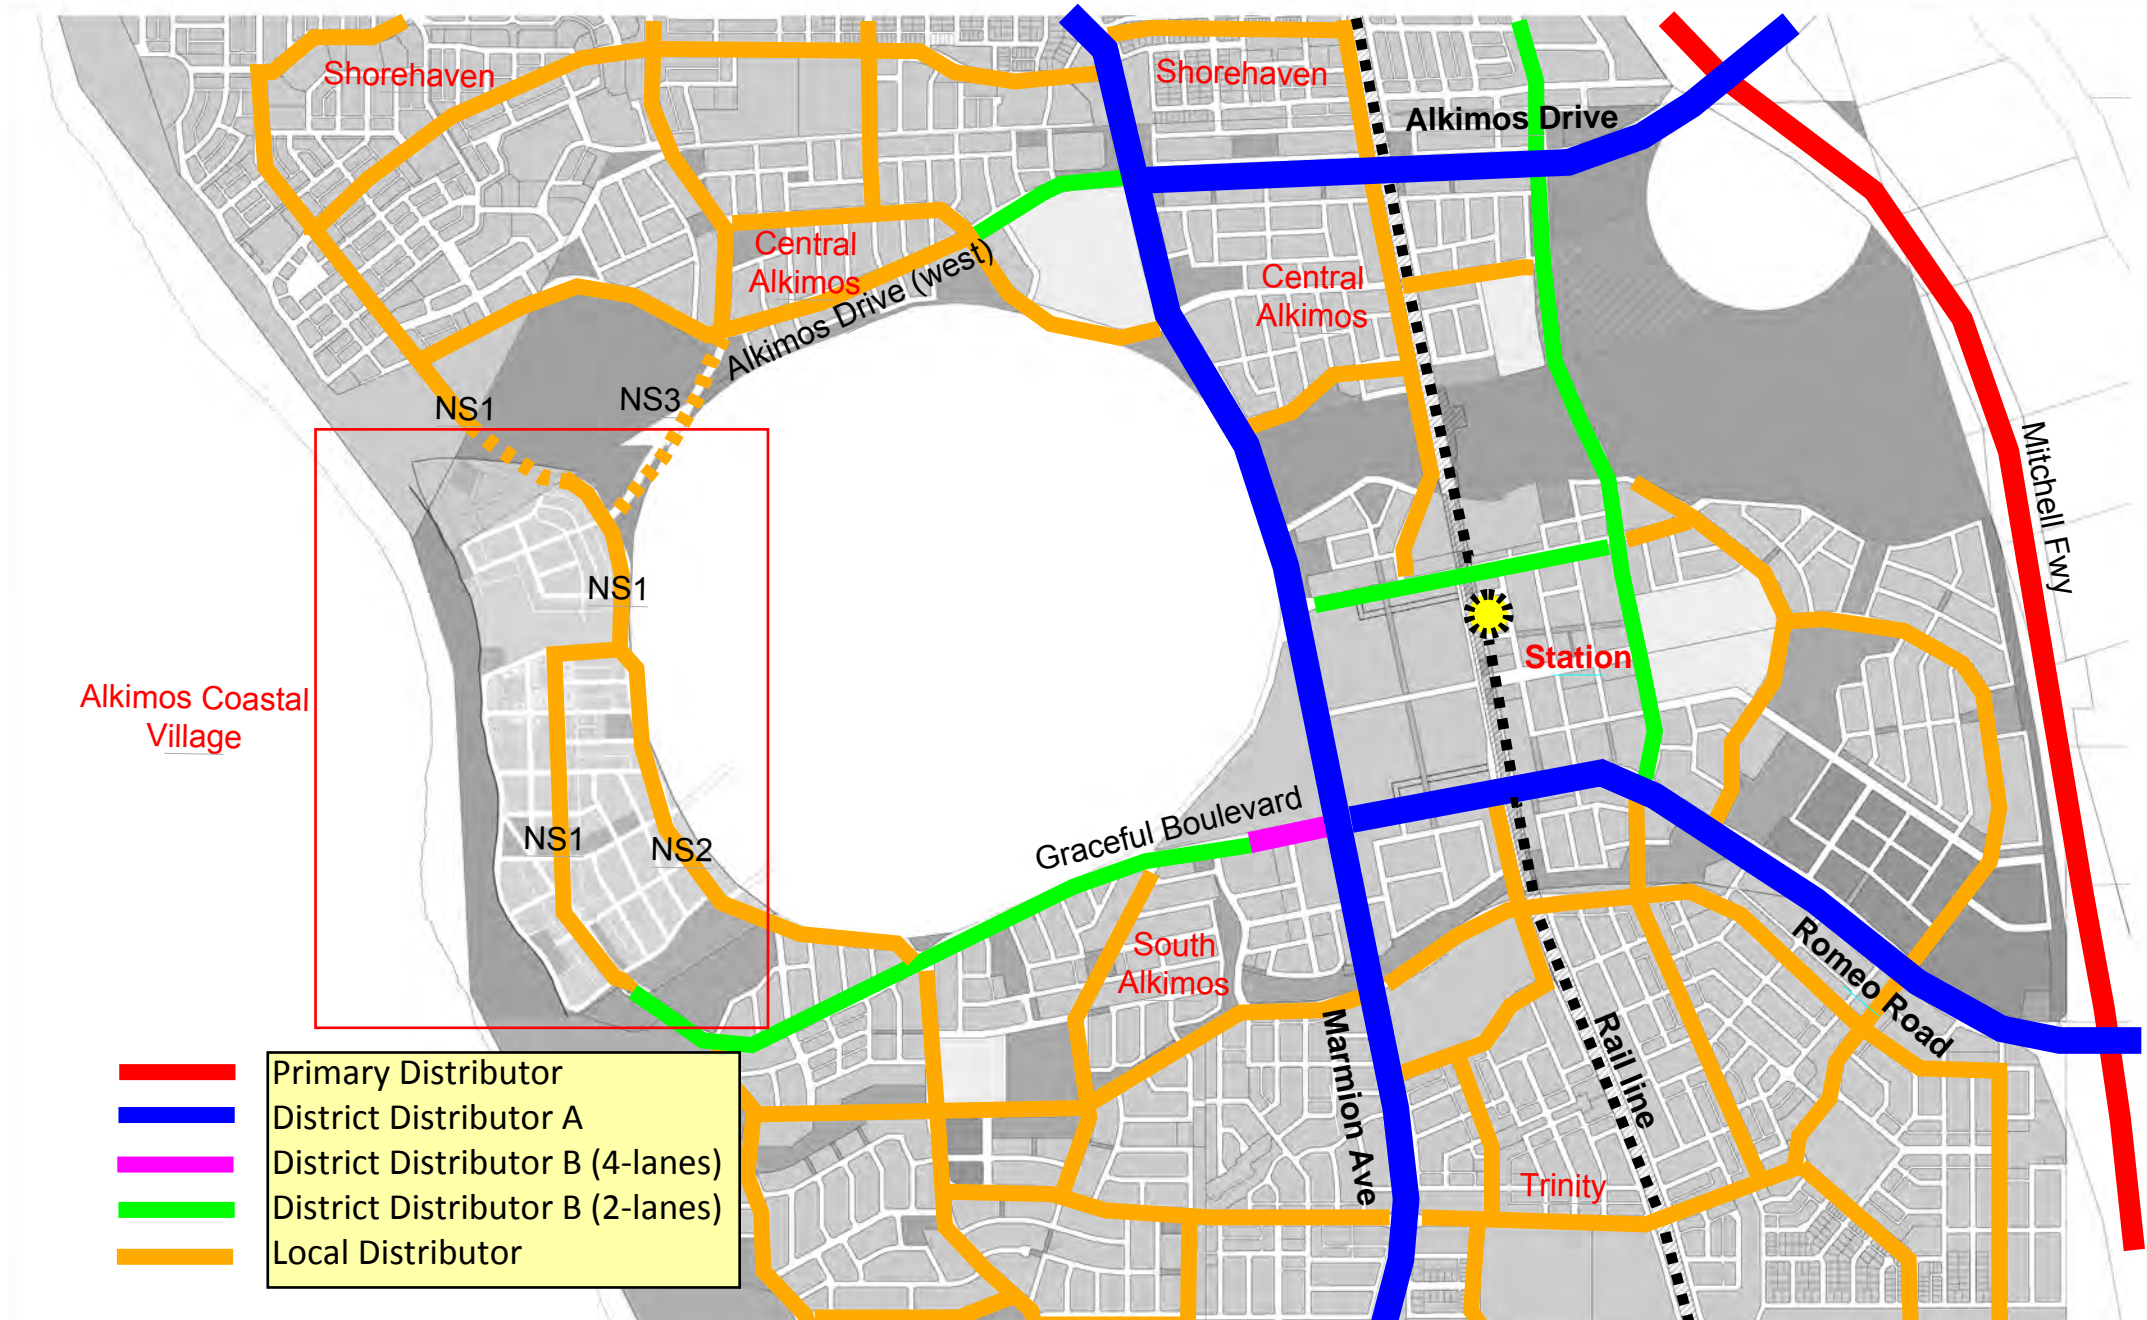 Shorehaven
Shorehaven
Alkimos Drive
Central
Alkimos
Alkimos Drive (west)
Central
Alkimos
NS1
NS3
Mitchell Fwy
NS1
Station
Alkimos Coastal
Village
NS1
NS2
Graceful Boulevard
South
Alkimos
Romeo Road
Marmion Ave
Rail line
Trinity
Primary Distributor
District Distributor A
District Distributor B (4-lanes)
District Distributor B (2-lanes)
Local Distributor